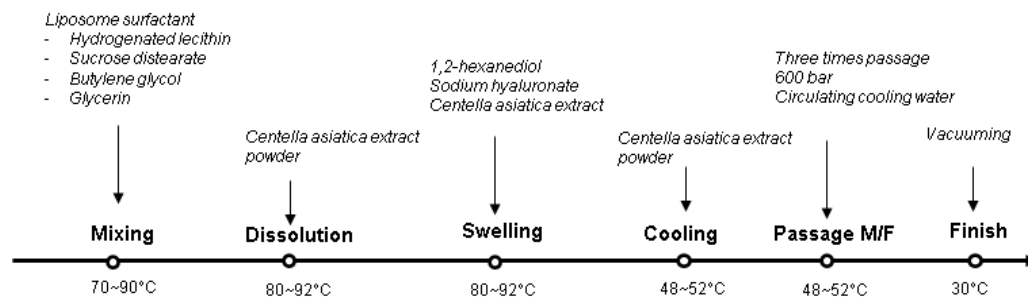 Liposome surfactant
- Hydrogenated lecithin
- Sucrose distearate
- Butylene glycol
- Glycerin
Centella asiatica extract
powder
1,2-hexanediol
Sodium hyaluronate
Centella asiatica extract
Centella asiatica extract
powder
Three times passage
600 bar
Circulating cooling water
Vacuuming
Mixing
Dissolution
Swelling
Cooling
Passage M/F
Finish
70~90°C
80~92°C
80~92°C
48~52°C
48~52°C
30°C